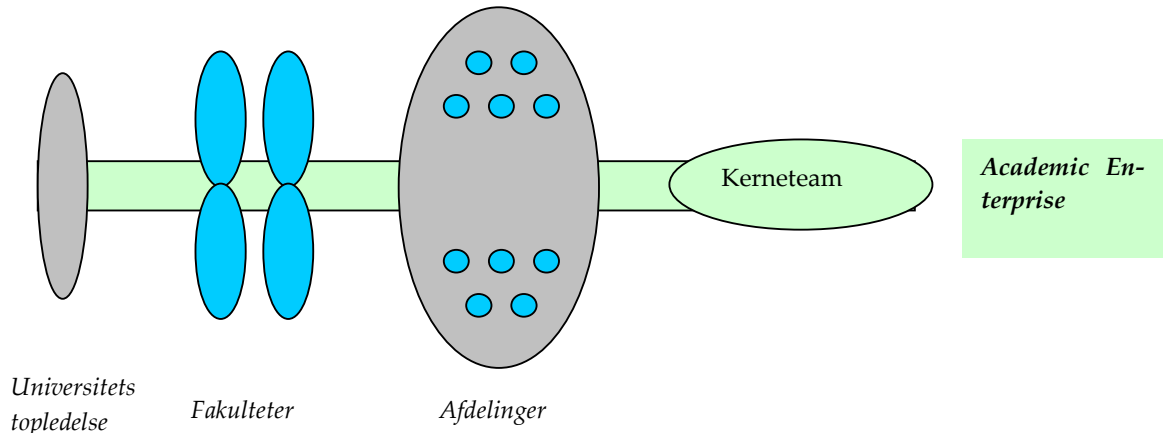 Kerneteam
Academic En-
terprise
Universitets
topledelse
Fakulteter
Afdelinger